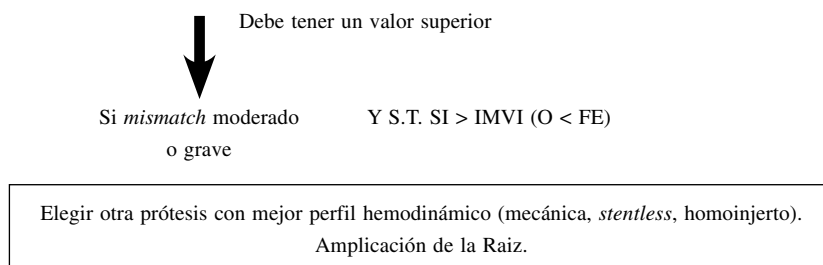 Debe tener un valor superior
Si mismatch moderado Y S.T. SI > IMVI (O < FE)
o grave
Elegir otra prótesis con mejor perfil hemodinámico (mecánica, stentless, homoinjerto).
Amplicación de la Raiz.